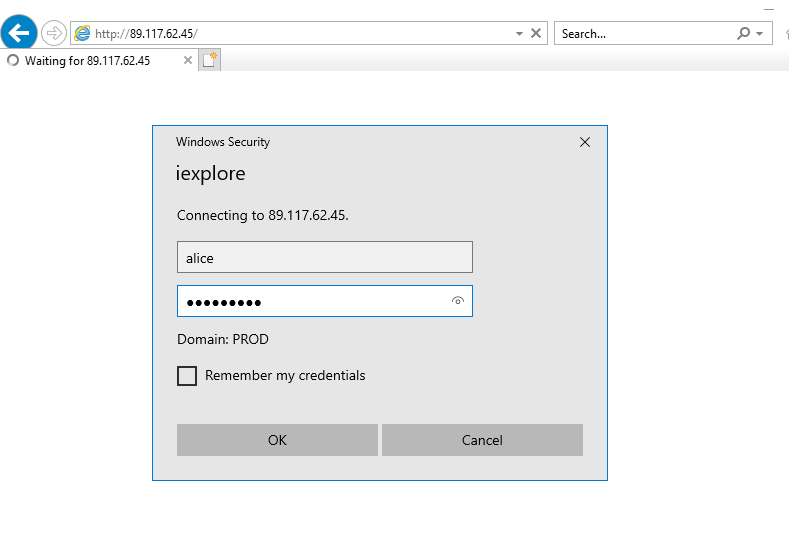 http://89.117.62.45/
Search...
Waiting for 89.117.62.45
Windows Security
iexplore
Connecting to 89.117.62.45.
alice
●●●●●●●●●
Domain: PROD
Remember my credentials
OK
Cancel